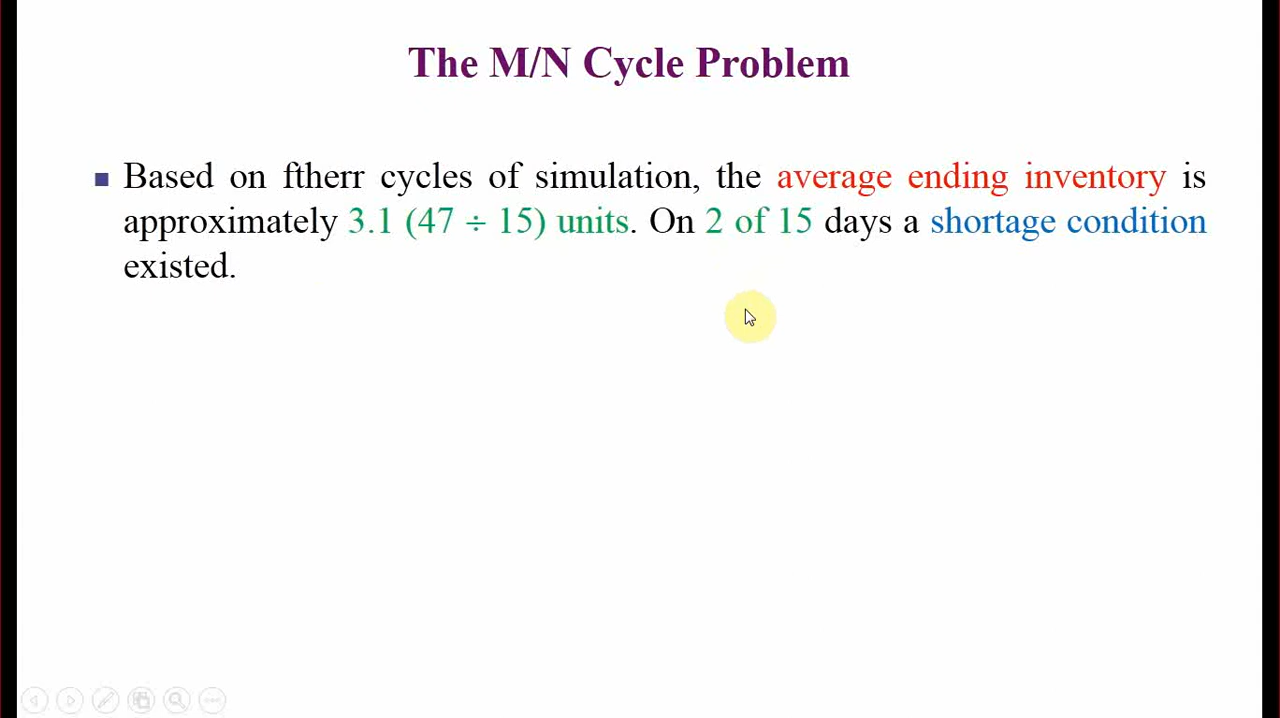 The M/N Cycle Problem
Based on ftherr cycles of simulation, the average ending inventory is
approximately 3.1 (47 ÷ 15) units. On 2 of 15 days a shortage condition
existed.